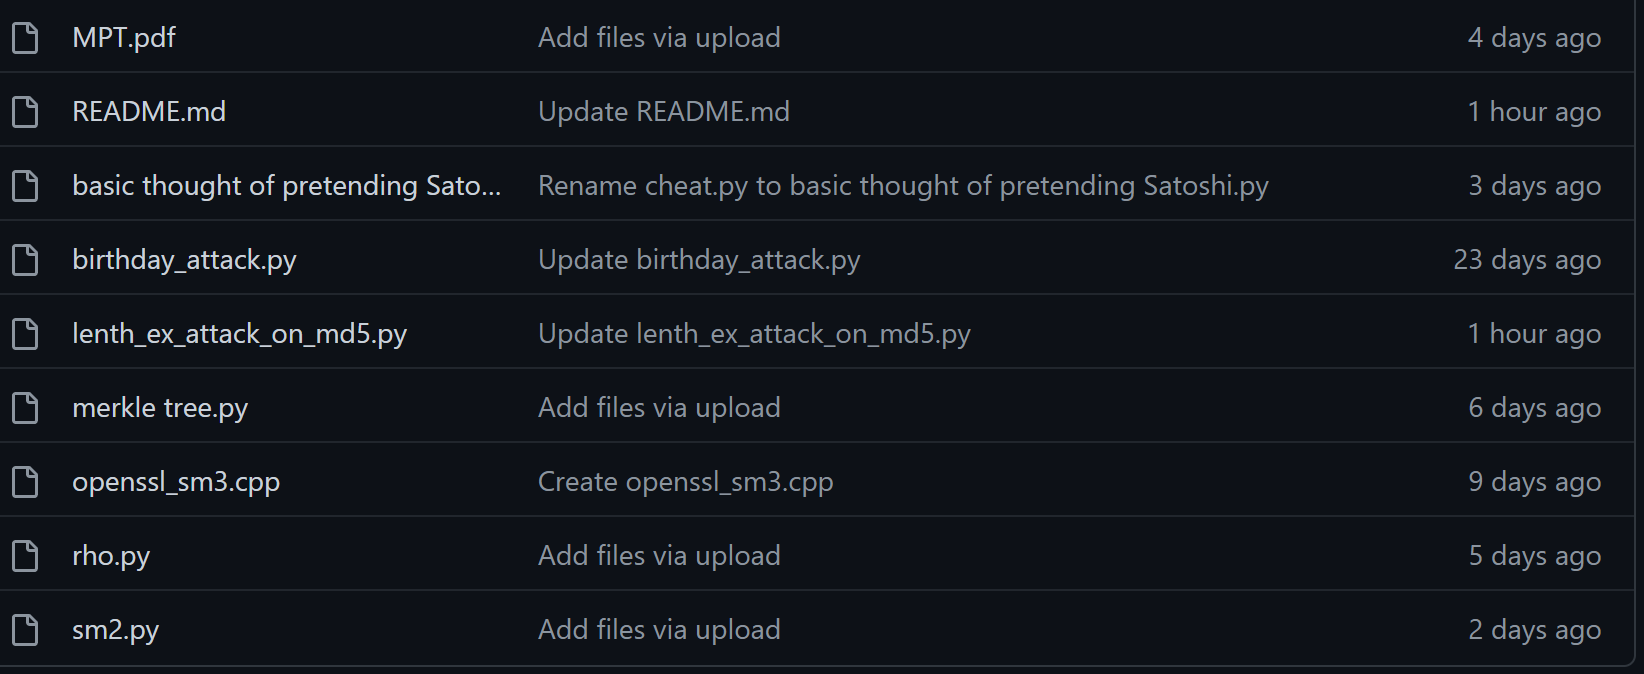 MPT.pdf Add files via upload 4 days ago
README.md Update README.md 1 hour ago
basic thought of pretending Sato... Rename cheat.py to basic thought of pretending Satoshi.py 3 days ago
birthday_attack.py Update birthday_attack.py 23 days ago
lenth_ex_attack_on_md5.py Update lenth_ex_attack_on_md5.py 1 hour ago
merkle tree.py Add files via upload 6 days ago
openssl_sm3.cpp Create openssl_sm3.cpp 9 days ago
rho.py Add files via upload 5 days ago
sm2.py Add files via upload 2 days ago